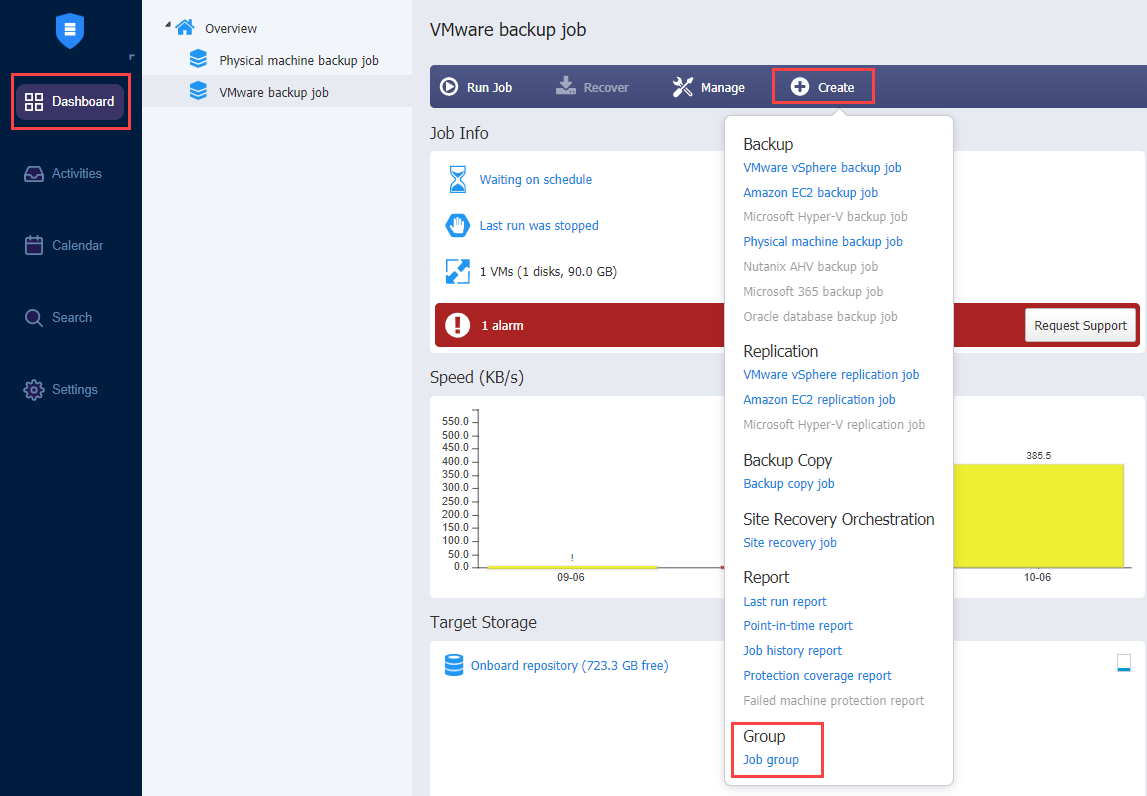 Dashboard
Activities
Calendar
Search
Settings
Overview
Physical machine backup job
VMware backup job
VMware backup job
Run Job
Recover
Manage
Create
Job Info
Waiting on schedule
Last run was stopped
1 VMs (1 disks, 90.0 GB)
1 alarm
Request Support
Speed (KB/s)
550.0
500.0
450.0
400.0
350.0
300.0
250.0
200.0
150.0
100.0
50.0
0.0
!
09-06
385.5
10-06
Target Storage
Onboard repository (723.3 GB free)
Backup
VMware vSphere backup job
Amazon EC2 backup job
Microsoft Hyper-V backup job
Physical machine backup job
Nutanix AHV backup job
Microsoft 365 backup job
Oracle database backup job
Replication
VMware vSphere replication job
Amazon EC2 replication job
Microsoft Hyper-V replication job
Backup Copy
Backup copy job
Site Recovery Orchestration
Site recovery job
Report
Last run report
Point-in-time report
Job history report
Protection coverage report
Failed machine protection report
Group
Job group